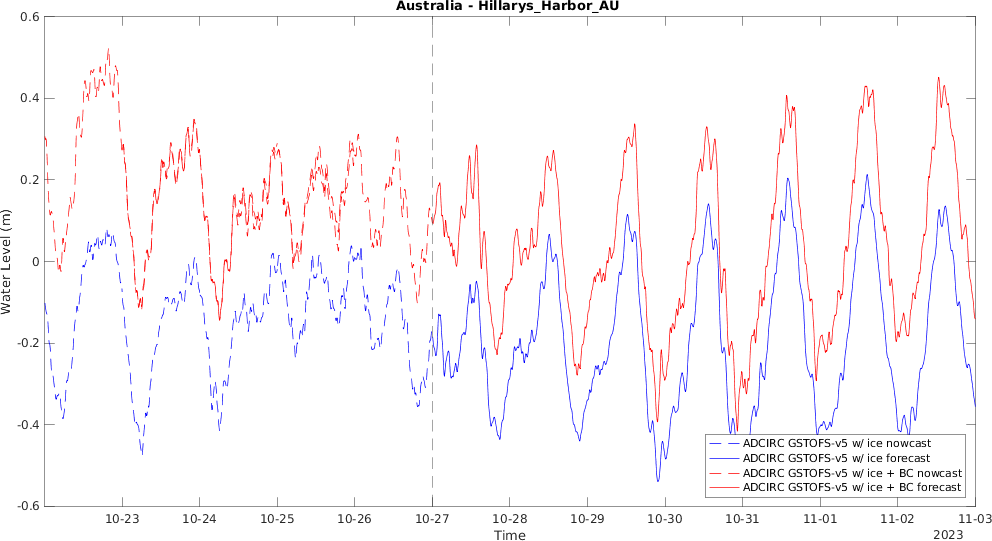 Australia - Hillarys_Harbor_AU
0.6
0.4
0.2
0
-0.2
-0.4
-0.6
Water Level (m)
ADCIRC GSTOFS-v5 w/ ice nowcast
ADCIRC GSTOFS-v5 w/ ice forecast
ADCIRC GSTOFS-v5 w/ ice + BC nowcast
ADCIRC GSTOFS-v5 w/ ice + BC forecast
10-23 10-24 10-25 10-26 10-27 10-28 10-29 10-30 10-31 11-01 11-02 11-03
Time
2023